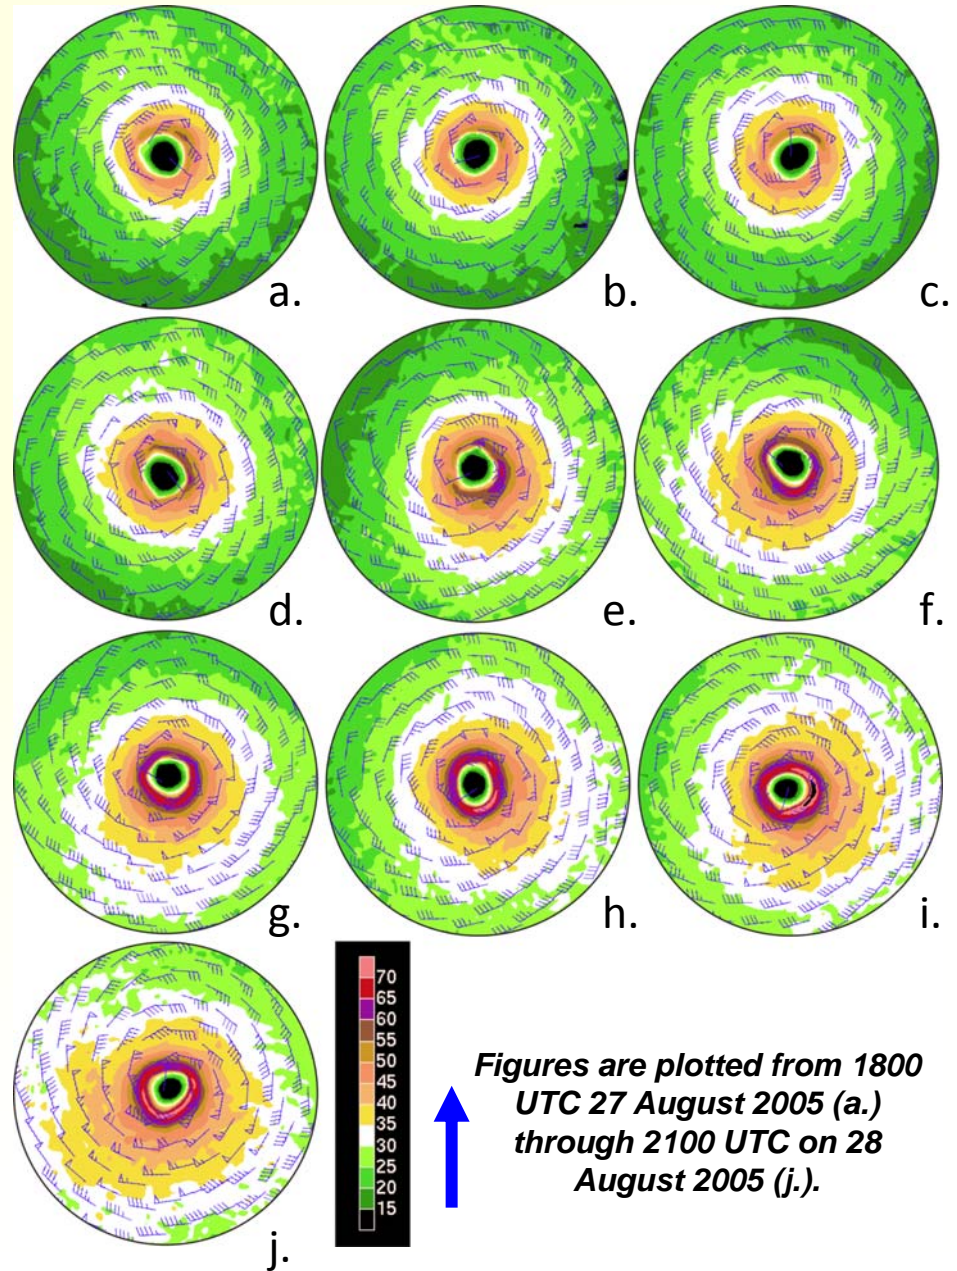 a.
b.
c.
d.
e.
f.
g.
h.
i.
j.
70
65
60
55
50
45
40
35
30
25
20
15
Figures are plotted from 1800
UTC 27 August 2005 (a.)
through 2100 UTC on 28
August 2005 (j.).